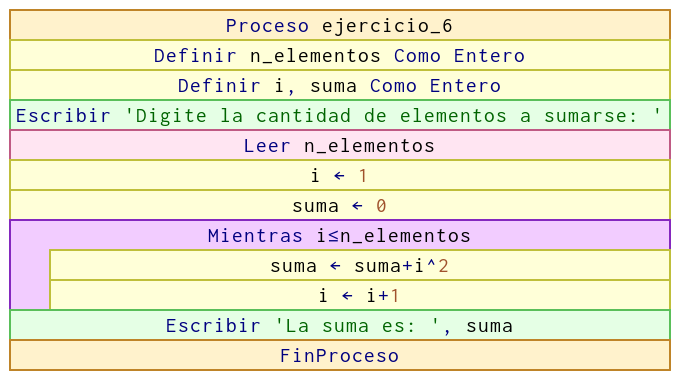 Proceso ejercicio_6
Definir n_elementos Como Entero
Definir i, suma Como Entero
Escribir 'Digite la cantidad de elementos a sumarse: '
Leer n_elementos
i ← 1
suma ← 0
Mientras i≤n_elementos
suma ← suma+i^2
i ← i+1
Escribir 'La suma es: ', suma
FinProceso